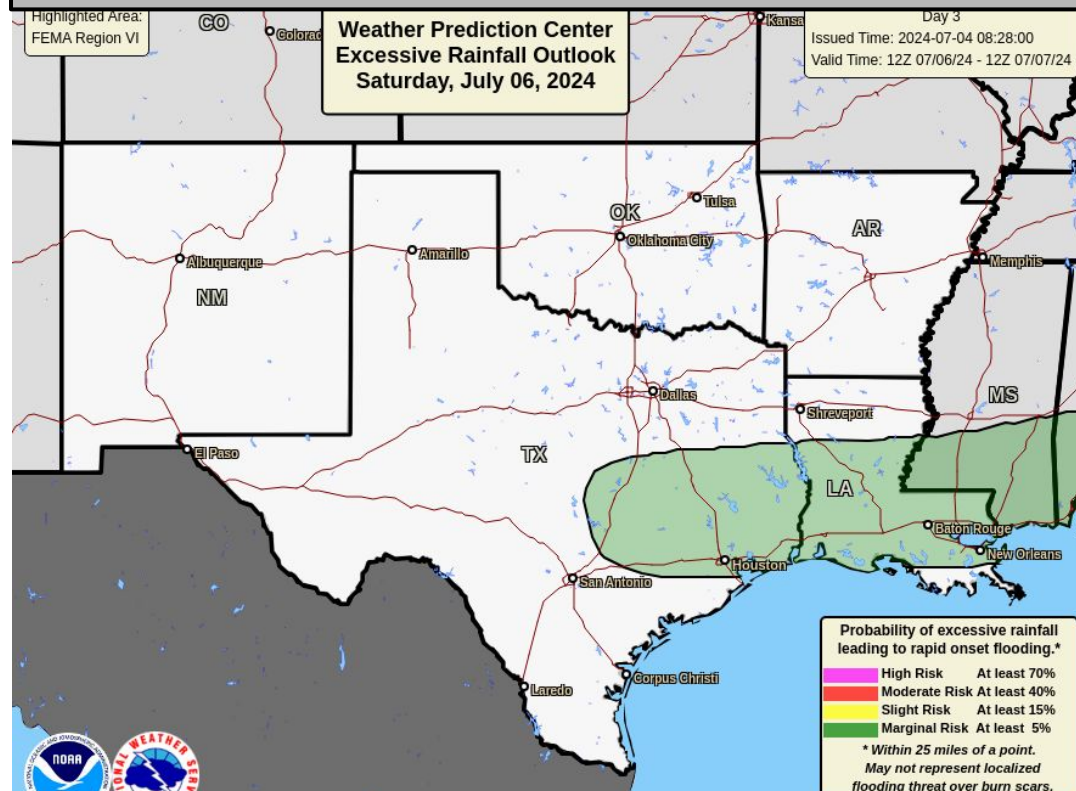 Highlighted Area:
FEMA Region VI
Weather Prediction Center
Excessive Rainfall Outlook
Saturday, July 06, 2024
Day 3
Issued Time: 2024-07-04 08:28:00
Valid Time: 12Z 07/06/24 - 12Z 07/07/24
CO
Colorad
Kansa
Tulsa
OK
Oklahoma City
AR
Amarillo
Albuquerque
Memphis
NM
Dallas
MS
Shreveport
El Paso
TX
LA
Baton Rouge
New Orleans
Houston
San Antonio
Corpus Christi
Laredo
Probability of excessive rainfall
leading to rapid onset flooding.*
High Risk At least 70%
Moderate Risk At least 40%
Slight Risk At least 15%
Marginal Risk At least 5%
* Within 25 miles of a point.
May not represent localized
flooding threat over burn scars.
NOAA
WEATHER